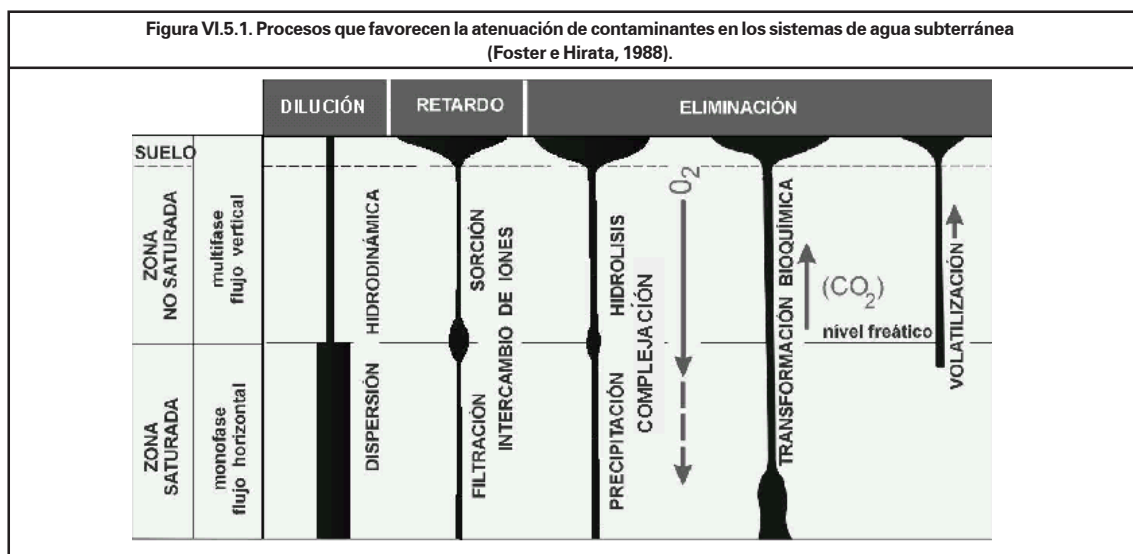 Figura VI.5.1. Procesos que favorecen la atenuación de contaminantes en los sistemas de agua subterránea
(Foster e Hirata, 1988).
DILUCIÓN
RETARDO
ELIMINACIÓN
SUELO
ZONA
NO SATURADA
multifase
flujo vertical
ZONA
SATURADA
monofase
flujo horizontal
DISPERSIÓN HIDRODINÁMICA
FILTRACIÓN SORCIÓN
INTERCAMBIO DE IONES
PRECIPITACIÓN HIDROLISIS
COMPLEJACIÓN
O2
TRANSFORMACIÓN BIOQUÍMICA
(CO2)
nível freático
VOLATILIZACIÓN